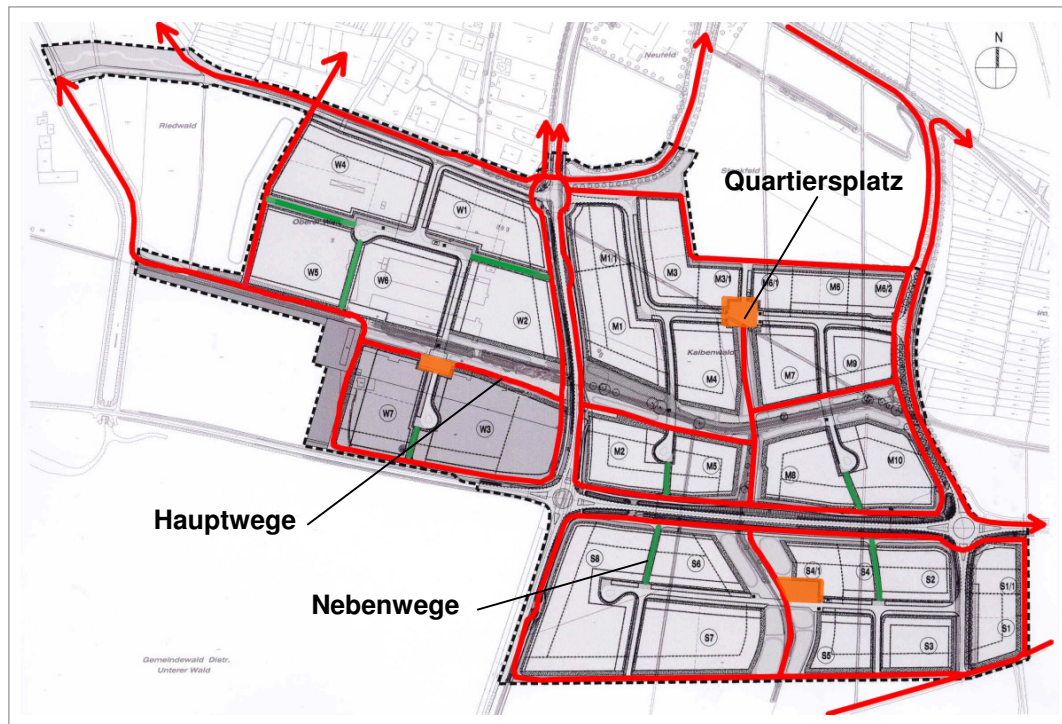 Neufeld
N
Riedwald
Quartiersplatz
W4
W1
M1/1
M3
M3/1
M6/1
M6
M6/2
W5
W6
W2
M1
Kalbenwald
M4
M7
M9
W7
W3
M2
M5
M8
M10
Hauptwege
S8
S6
S4/1
S4
S2
S1/1
Nebenwege
S7
S5
S3
S1
Gemeindewald Distr.
Unterer Wald